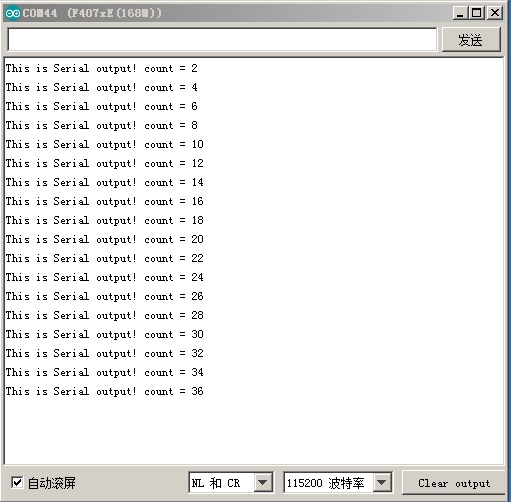 COM44 (F407xE(168M))
发送
This is Serial output! count = 2
This is Serial output! count = 4
This is Serial output! count = 6
This is Serial output! count = 8
This is Serial output! count = 10
This is Serial output! count = 12
This is Serial output! count = 14
This is Serial output! count = 16
This is Serial output! count = 18
This is Serial output! count = 20
This is Serial output! count = 22
This is Serial output! count = 24
This is Serial output! count = 26
This is Serial output! count = 28
This is Serial output! count = 30
This is Serial output! count = 32
This is Serial output! count = 34
This is Serial output! count = 36
自动滚屏 NL 和 CR 115200 波特率 Clear output